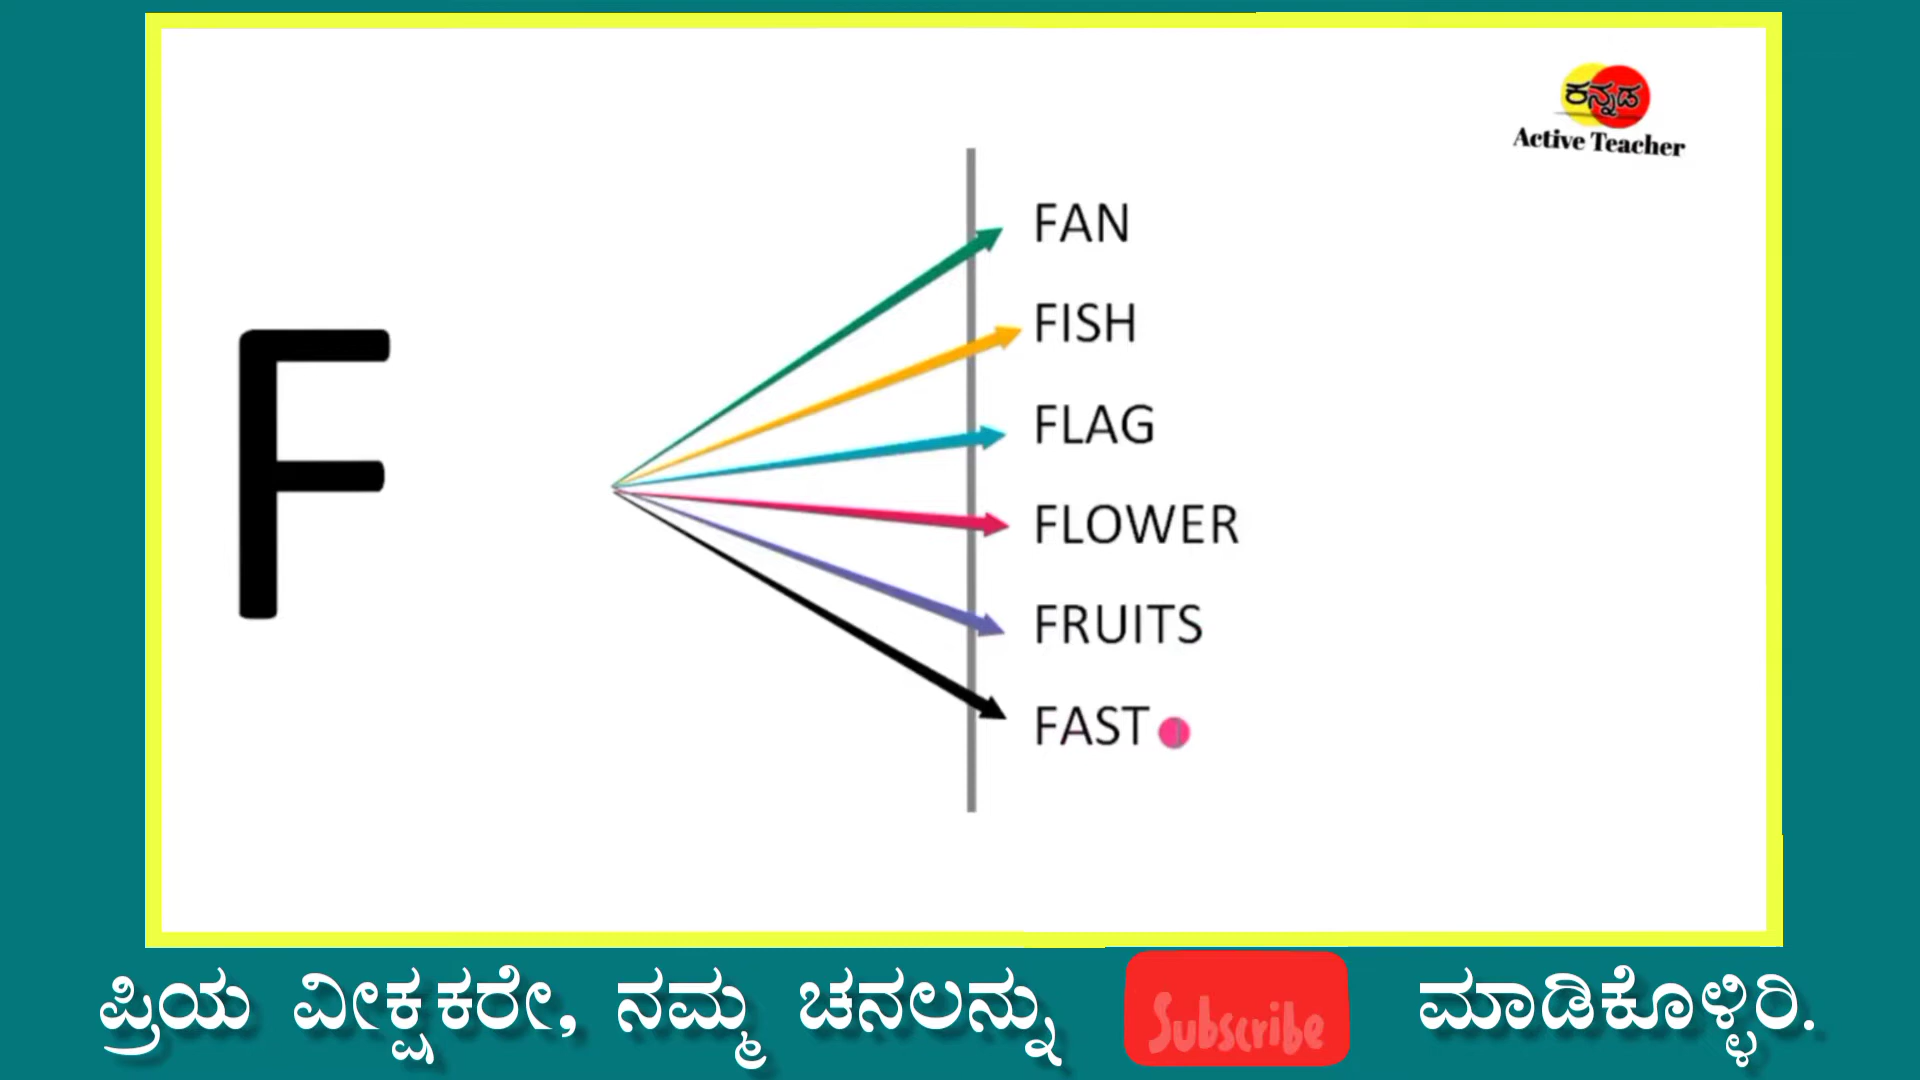 ಕನ್ನಡ
Active Teacher
F
FAN
FISH
FLAG
FLOWER
FRUITS
FAST
ಪ್ರಿಯ ವೀಕ್ಷಕರೇ, ನಮ್ಮ ಚನಲನ್ನು Subscribe ಮಾಡಿಕೊಳ್ಳಿರಿ.